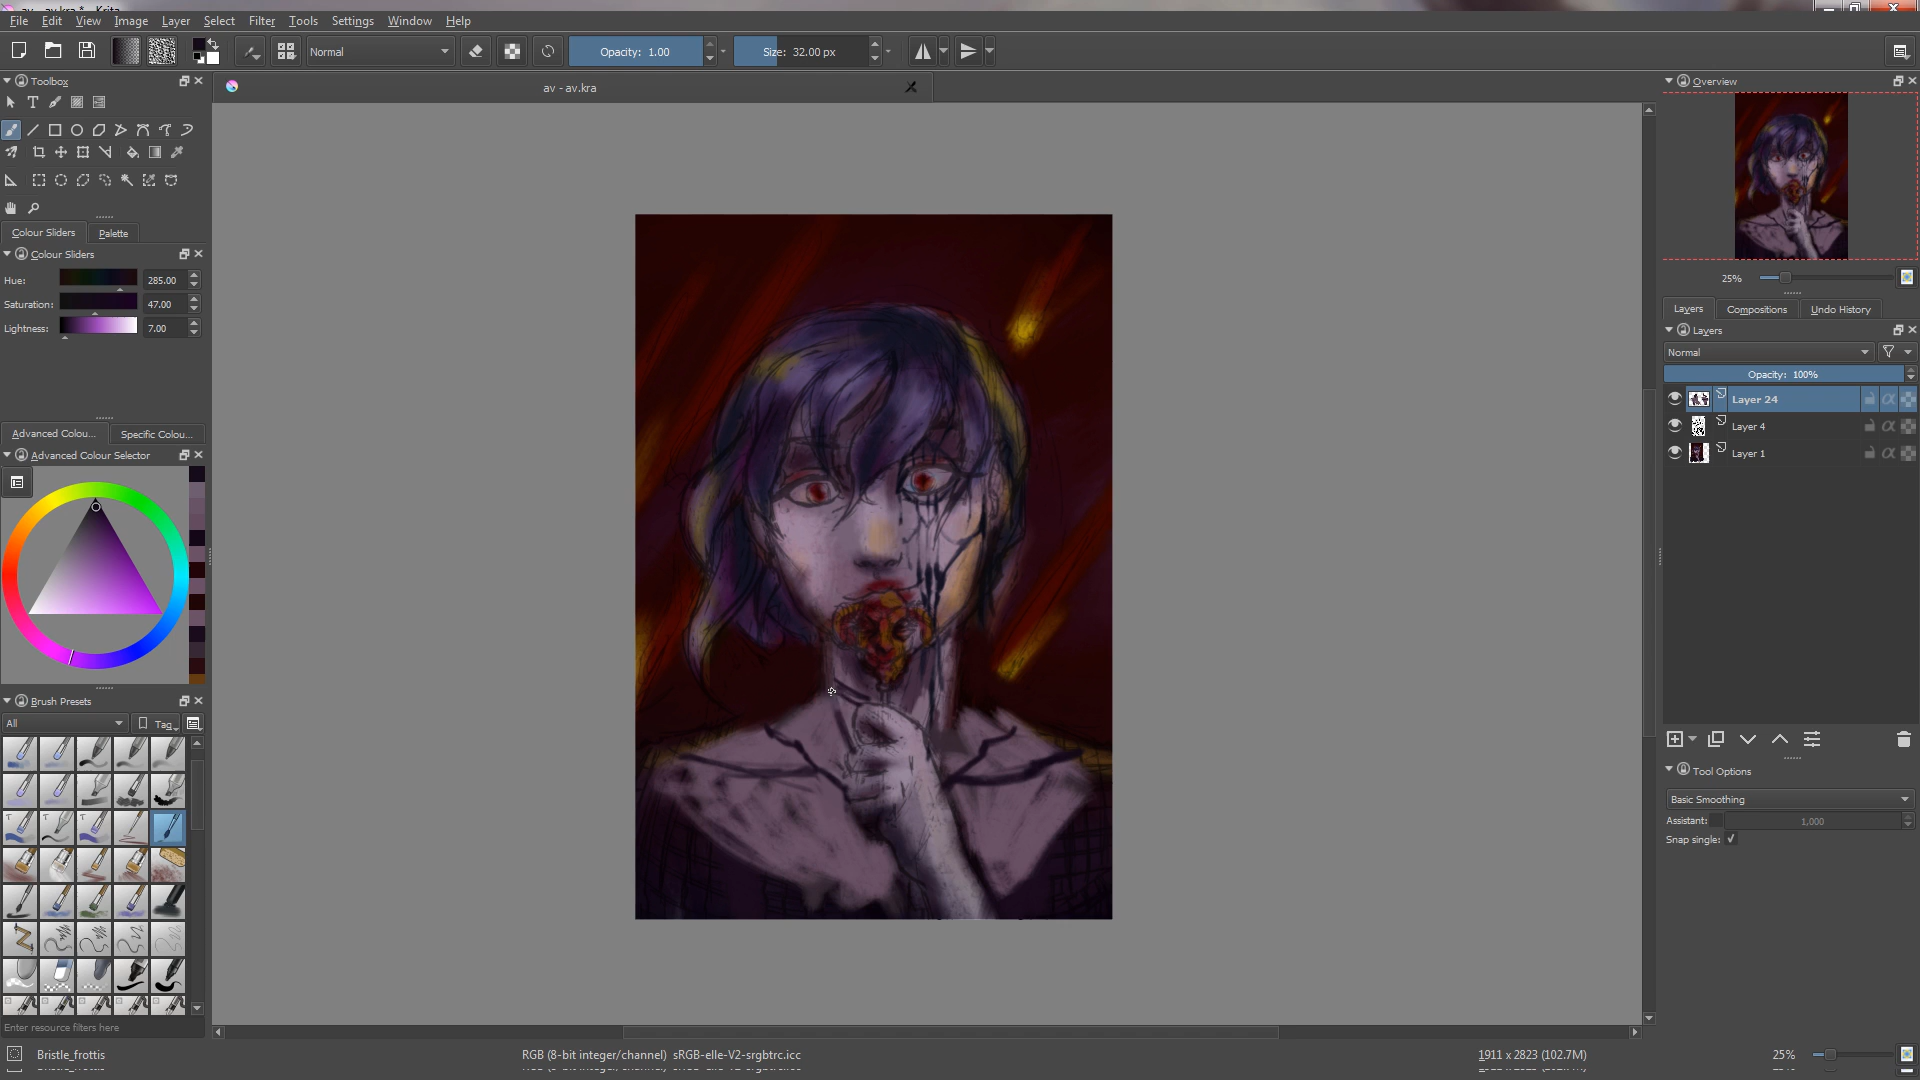 av - av.kra * - Krita
File Edit View Image Layer Select Filter Tools Settings Window Help
Normal Opacity: 1.00 Size: 32.00 px
Toolbox
av - av.kra
Overview
25%
Colour Sliders Palette
Colour Sliders
Hue: 285.00
Saturation: 47.00
Lightness: 7.00
Layers Compositions Undo History
Layers
Normal
Opacity: 100%
Layer 24
Layer 4
Layer 1
Advanced Colou... Specific Colou...
Advanced Colour Selector
Brush Presets
All Tag
Tool Options
Basic Smoothing
Assistant: 1,000
Snap single:
Enter resource filters here
Bristle_frottis RGB (8-bit integer/channel) sRGB-elle-V2-srgbtrc.icc 1911 x 2823 (102.7M) 25%